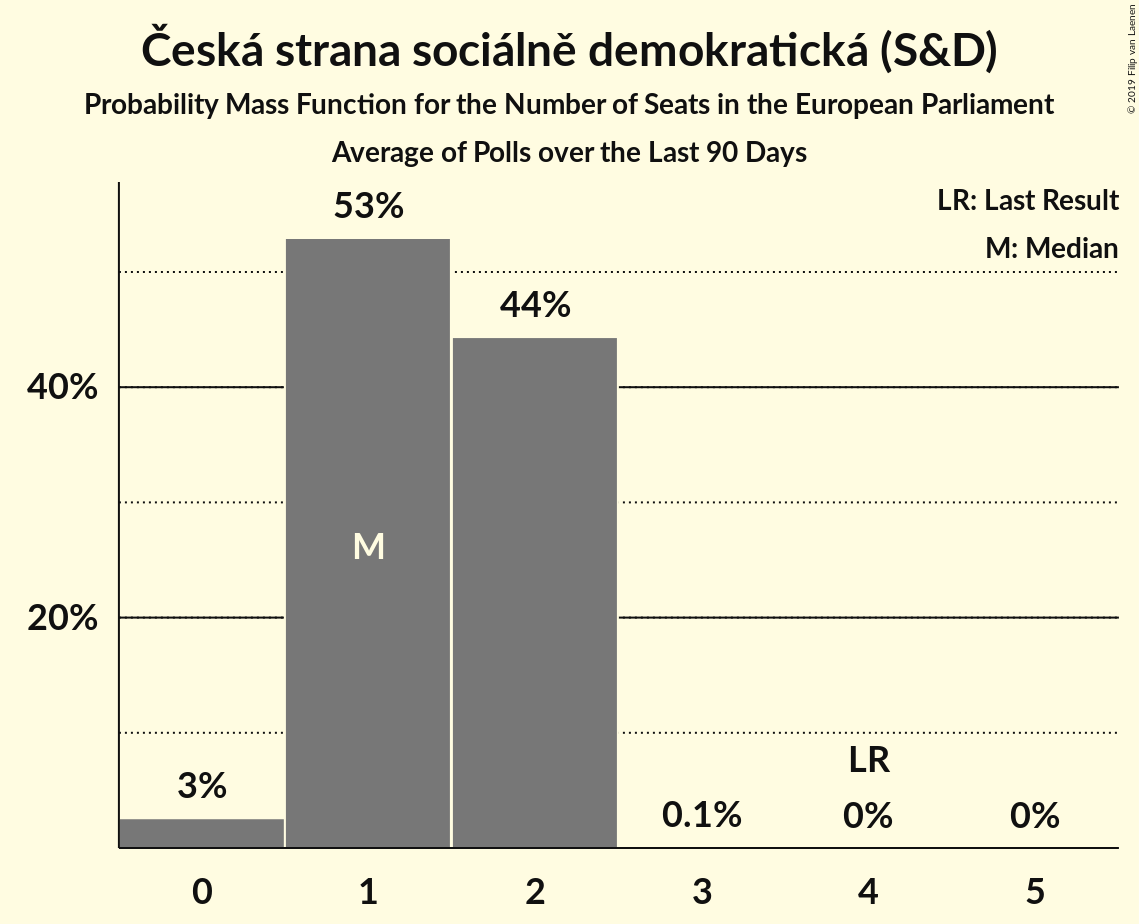 Česká strana sociálně demokratická (S&D)
Probability Mass Function for the Number of Seats in the European Parliament
Average of Polls over the Last 90 Days
© 2019 Filip van Laenen
LR: Last Result
M: Median
53%
44%
40%
M
20%
LR
3%
0.1%
0%
0%
0
1
2
3
4
5